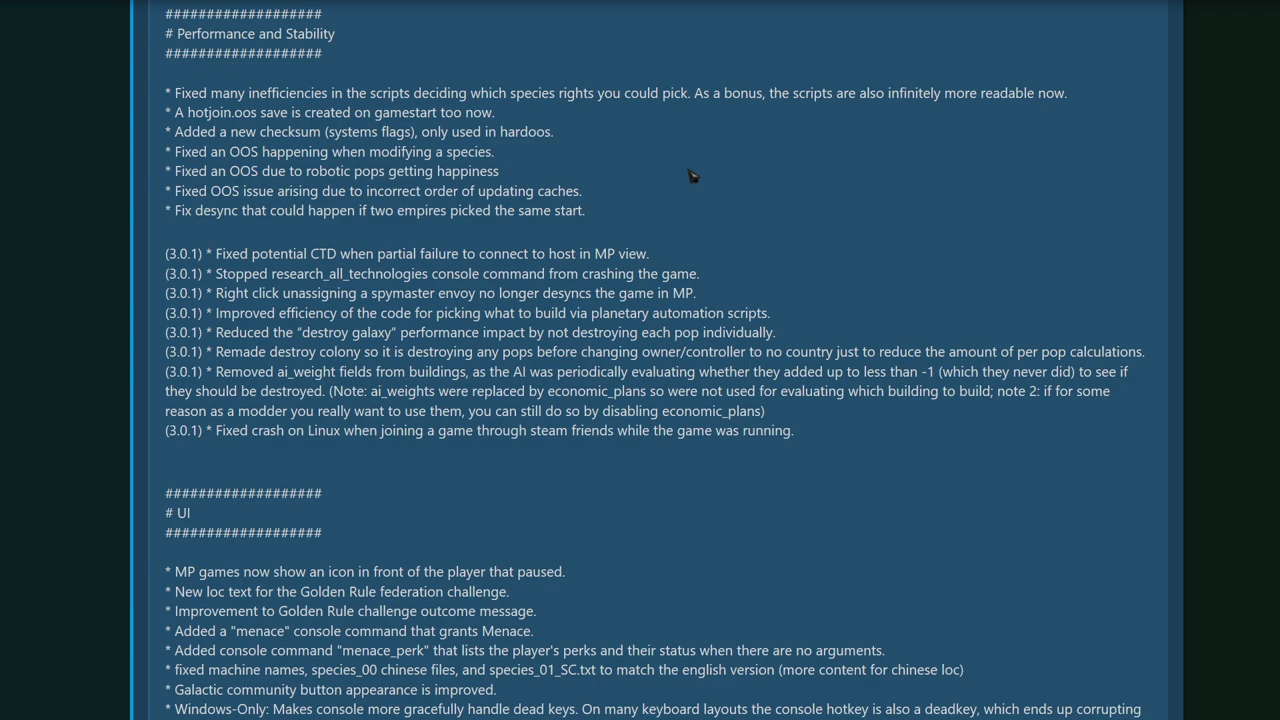 ###################
# Performance and Stability
###################
* Fixed many inefficiencies in the scripts deciding which species rights you could pick. As a bonus, the scripts are also infinitely more readable now.
* A hotjoin.oos save is created on gamestart too now.
* Added a new checksum (systems flags), only used in hardoos.
* Fixed an OOS happening when modifying a species.
* Fixed an OOS due to robotic pops getting happiness
* Fixed OOS issue arising due to incorrect order of updating caches.
* Fix desync that could happen if two empires picked the same start.
(3.0.1) * Fixed potential CTD when partial failure to connect to host in MP view.
(3.0.1) * Stopped research_all_technologies console command from crashing the game.
(3.0.1) * Right click unassigning a spymaster envoy no longer desyncs the game in MP.
(3.0.1) * Improved efficiency of the code for picking what to build via planetary automation scripts.
(3.0.1) * Reduced the “destroy galaxy” performance impact by not destroying each pop individually.
(3.0.1) * Remade destroy colony so it is destroying any pops before changing owner/controller to no country just to reduce the amount of per pop calculations.
(3.0.1) * Removed ai_weight fields from buildings, as the AI was periodically evaluating whether they added up to less than -1 (which they never did) to see if
they should be destroyed. (Note: ai_weights were replaced by economic_plans so were not used for evaluating which building to build; note 2: if for some
reason as a modder you really want to use them, you can still do so by disabling economic_plans)
(3.0.1) * Fixed crash on Linux when joining a game through steam friends while the game was running.
###################
# UI
###################
* MP games now show an icon in front of the player that paused.
* New loc text for the Golden Rule federation challenge.
* Improvement to Golden Rule challenge outcome message.
* Added a "menace" console command that grants Menace.
* Added console command "menace_perk" that lists the player's perks and their status when there are no arguments.
* fixed machine names, species_00 chinese files, and species_01_SC.txt to match the english version (more content for chinese loc)
* Galactic community button appearance is improved.
* Windows-Only: Makes console more gracefully handle dead keys. On many keyboard layouts the console hotkey is also a deadkey, which ends up corrupting